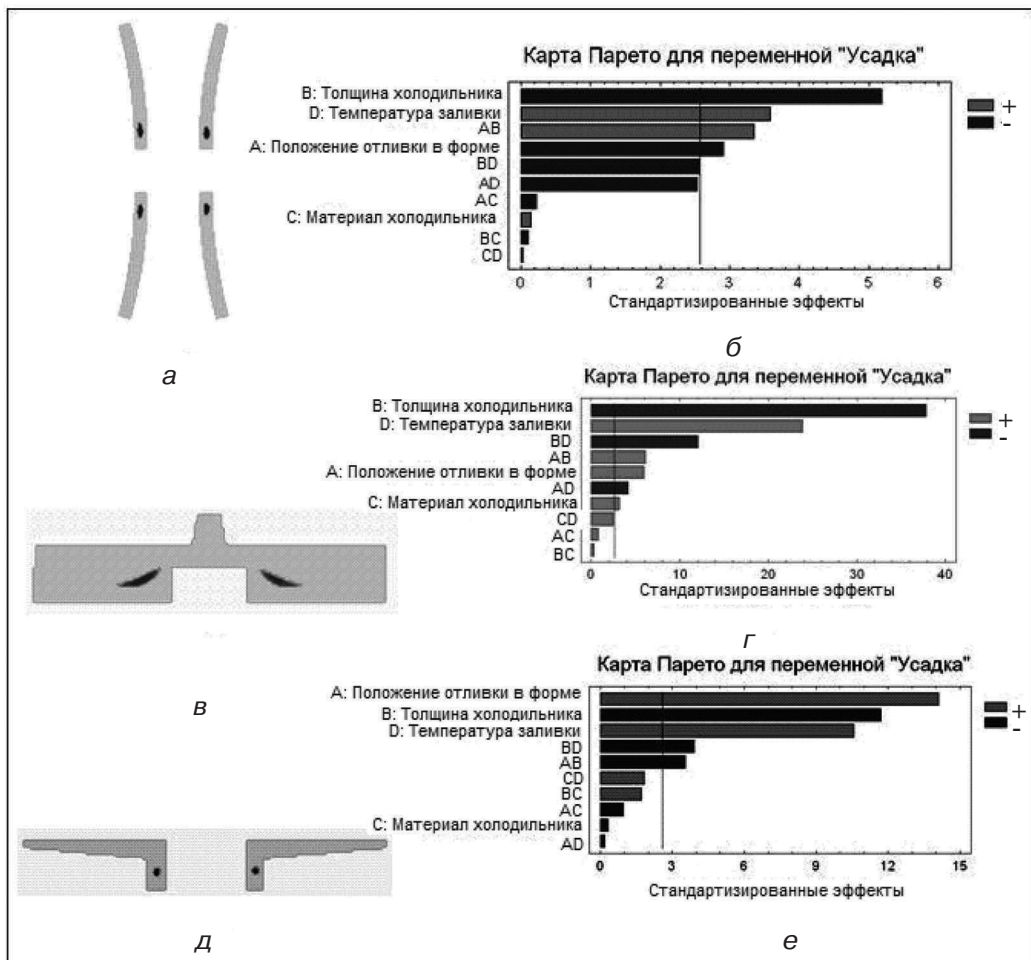 Карта Парето для переменной "Усадка"
B: Толщина холодильника
D: Температура заливки
AB
A: Положение отливки в форме
BD
AD
AC
C: Материал холодильника
BC
CD
+
-
0 1 2 3 4 5 6
Стандартизированные эффекты
а
б
Карта Парето для переменной "Усадка"
B: Толщина холодильника
D: Температура заливки
BD
AB
A: Положение отливки в форме
AD
C: Материал холодильника
CD
AC
BC
+
-
0 10 20 30 40
Стандартизированные эффекты
в
г
Карта Парето для переменной "Усадка"
A: Положение отливки в форме
B: Толщина холодильника
D: Температура заливки
BD
AB
CD
BC
AC
C: Материал холодильника
AD
+
-
0 3 6 9 12 15
Стандартизированные эффекты
д
е